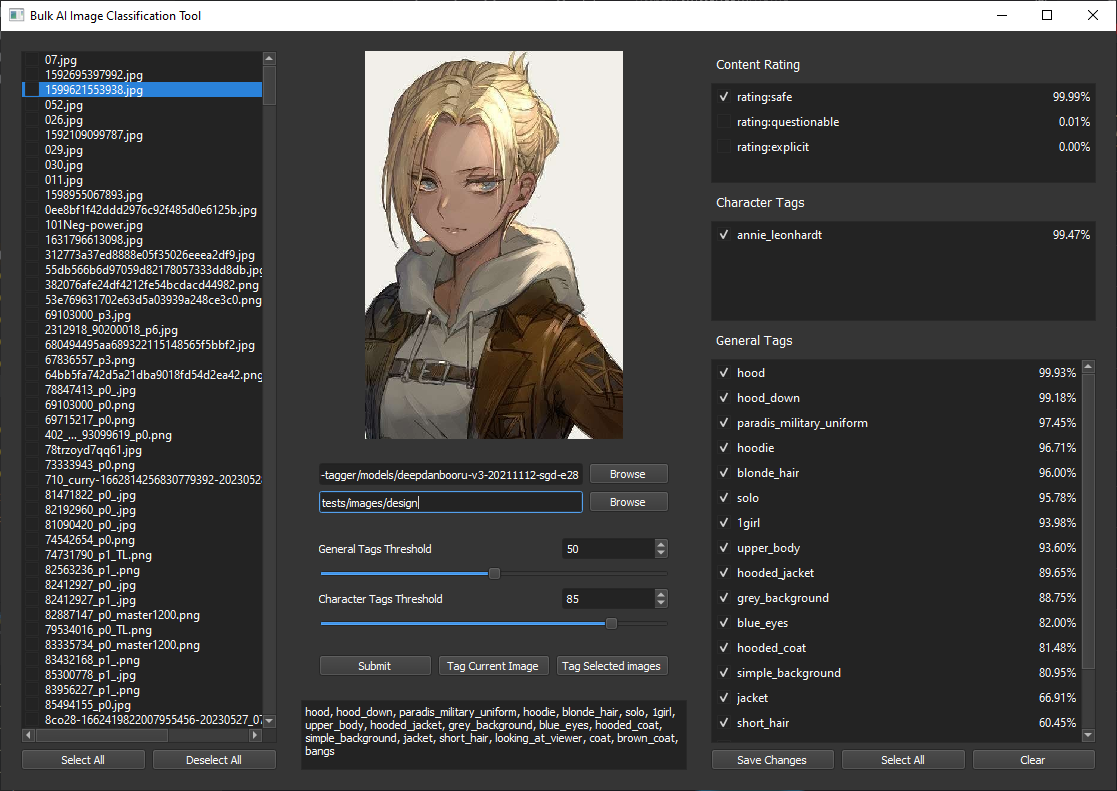 Bulk AI Image Classification Tool
07.jpg
1592695397992.jpg
1599621553938.jpg
052.jpg
026.jpg
1592109099787.jpg
029.jpg
030.jpg
011.jpg
1598955067893.jpg
0ee8bf1f42ddd2976c92f485d0e6125b.jpg
101Neg-power.jpg
1631796613098.jpg
312773a37ed8888e05f35026eeea2df9.jpg
55db566b6d97059d82178057333dd8db.jpg
382076afe24df4212fe54bcdacd44982.png
53e769631702e63d5a03939a248ce3c0.png
69103000_p3.jpg
2312918_90200018_p6.jpg
680494495aa689322115148565f5bbf2.jpg
67836557_p3.png
64bb5fa742d5a21dba9018fd54d2ea42.png
78847413_p0_.jpg
69103000_p0.png
69715217_p0.png
402_..._93099619_p0.png
78trzoyd7qq61.jpg
73333943_p0.png
710_curry-1662814256830779392-2023052
81471822_p0_.jpg
82192960_p0_.jpg
81090420_p0_.jpg
74542654_p0.png
74731790_p1_TL.png
82563236_p1_.png
82412927_p0_.jpg
82412927_p1_.jpg
82887147_p0_master1200.png
79534016_p0_TL.png
83335734_p0_master1200.png
83432168_p1_.png
85300778_p1_.jpg
83956227_p1_.png
85494155_p0.jpg
8co28-1662419822007955456-20230527_07
Select All
Deselect All
-tagger/models/deepdanbooru-v3-20211112-sgd-e28
Browse
tests/images/design
Browse
General Tags Threshold
50
Character Tags Threshold
85
Submit
Tag Current Image
Tag Selected images
hood, hood_down, paradis_military_uniform, hoodie, blonde_hair, solo, 1girl,
upper_body, hooded_jacket, grey_background, blue_eyes, hooded_coat,
simple_background, jacket, short_hair, looking_at_viewer, coat, brown_coat,
bangs
Content Rating
rating:safe 99.99%
rating:questionable 0.01%
rating:explicit 0.00%
Character Tags
annie_leonhardt 99.47%
General Tags
hood 99.93%
hood_down 99.18%
paradis_military_uniform 97.45%
hoodie 96.71%
blonde_hair 96.00%
solo 95.78%
1girl 93.98%
upper_body 93.60%
hooded_jacket 89.65%
grey_background 88.75%
blue_eyes 82.00%
hooded_coat 81.48%
simple_background 80.95%
jacket 66.91%
short_hair 60.45%
Save Changes
Select All
Clear